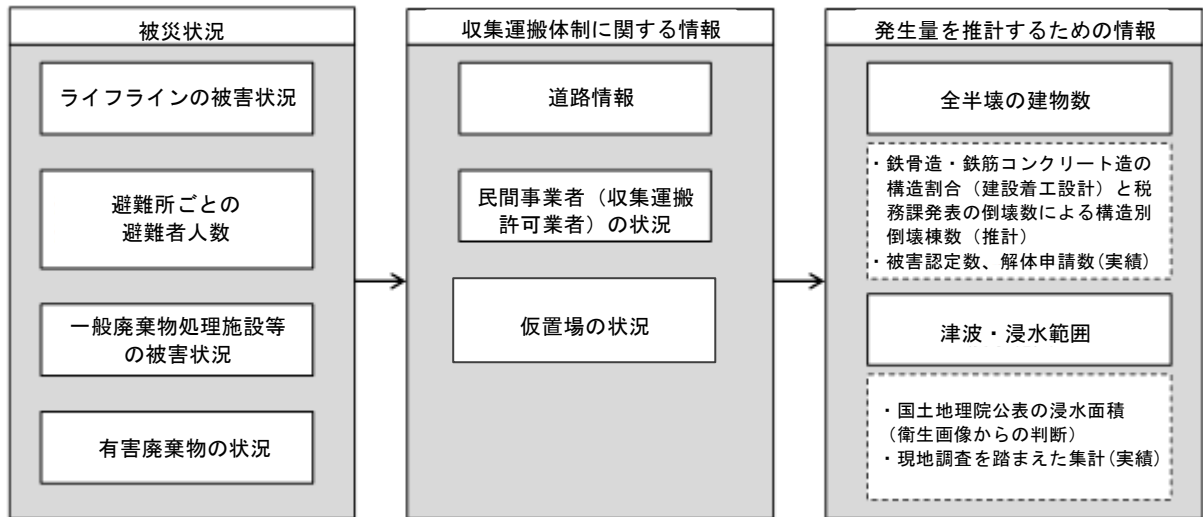 被災状況
ライフラインの被害状況
避難所ごとの
避難者人数
一般廃棄物処理施設等
の被害状況
有害廃棄物の状況
収集運搬体制に関する情報
道路情報
民間事業者（収集運搬
許可業者）の状況
仮置場の状況
発生量を推計するための情報
全半壊の建物数
・鉄骨造・鉄筋コンクリート造の
構造割合（建設着工設計）と税
務課発表の倒壊数による構造別
倒壊棟数（推計）
・被害認定数、解体申請数(実績)
津波・浸水範囲
・国土地理院公表の浸水面積
（衛生画像からの判断）
・現地調査を踏まえた集計(実績)